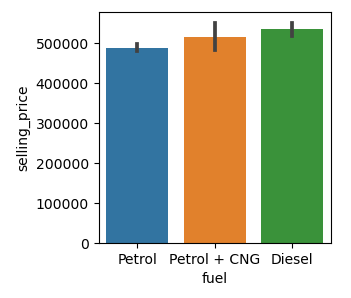 500000
400000
300000
200000
100000
0
selling_price
Petrol
Petrol + CNG
Diesel
fuel